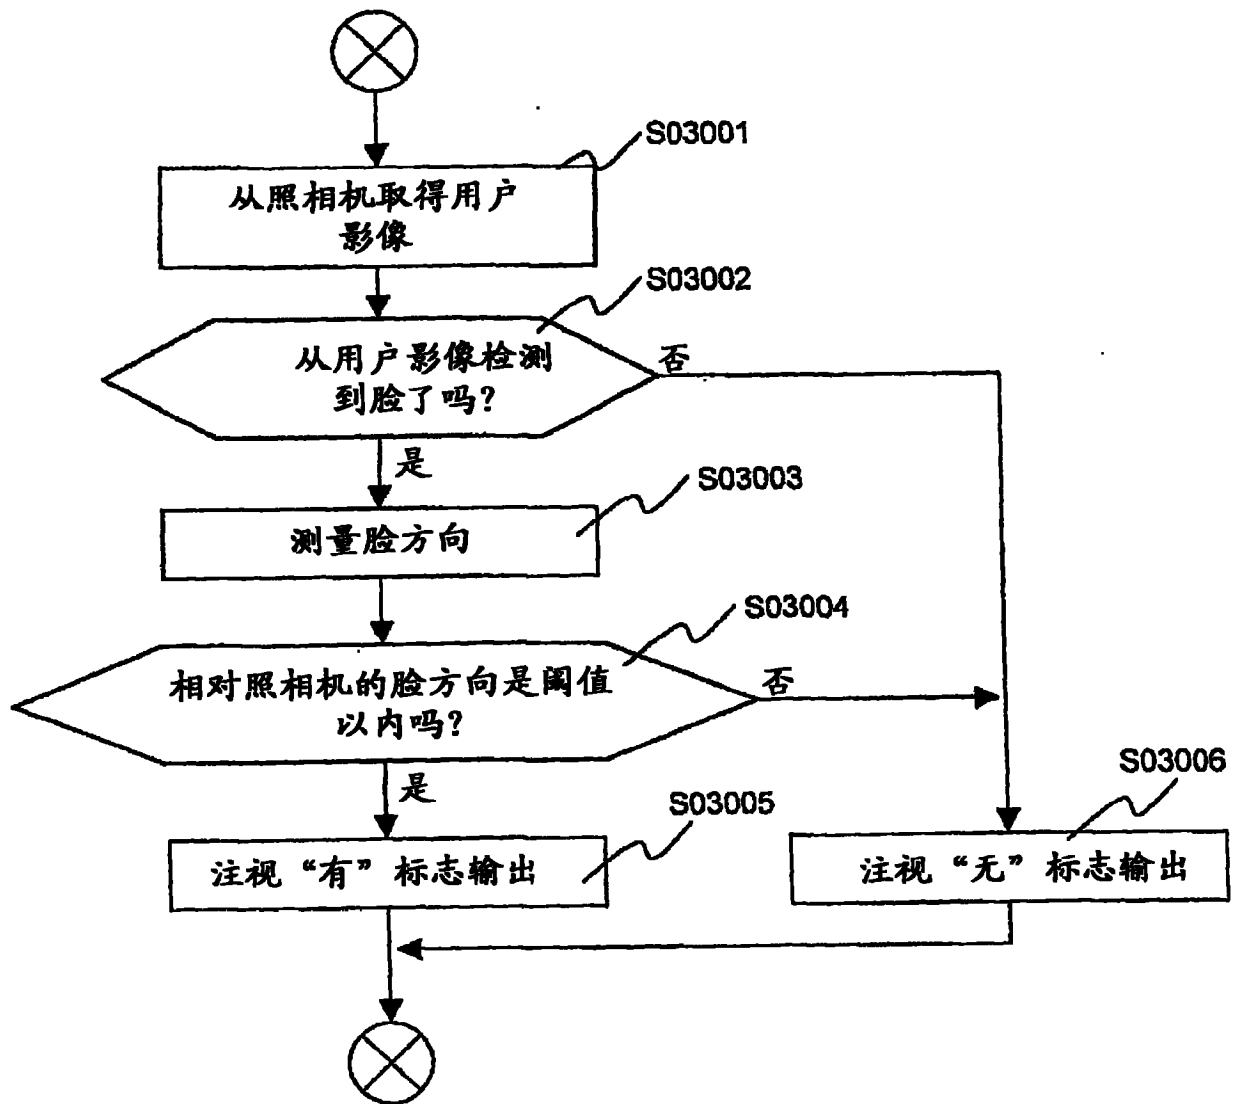 S03001
从照相机取得用户
影像
S03002
从用户影像检测
到脸了吗?
否
是
S03003
测量脸方向
S03004
相对照相机的脸方向是阈值
以内吗?
否
是
S03005
注视“有”标志输出
S03006
注视“无”标志输出